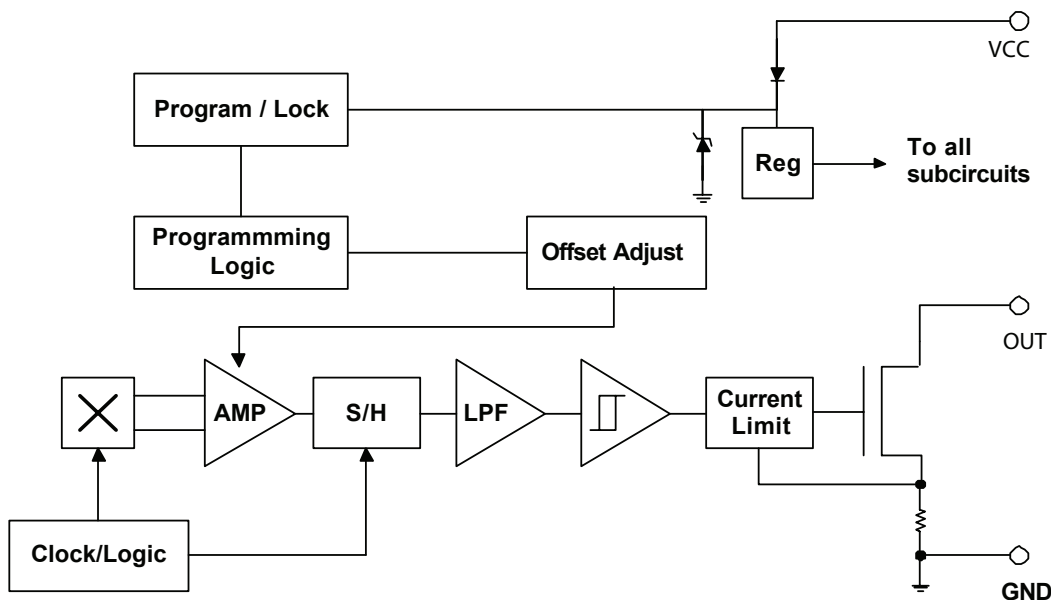 VCC
Program / Lock
Reg
To all
subcircuits
Programmming
Logic
Offset Adjust
OUT
AMP
S/H
LPF
Current
Limit
Clock/Logic
GND